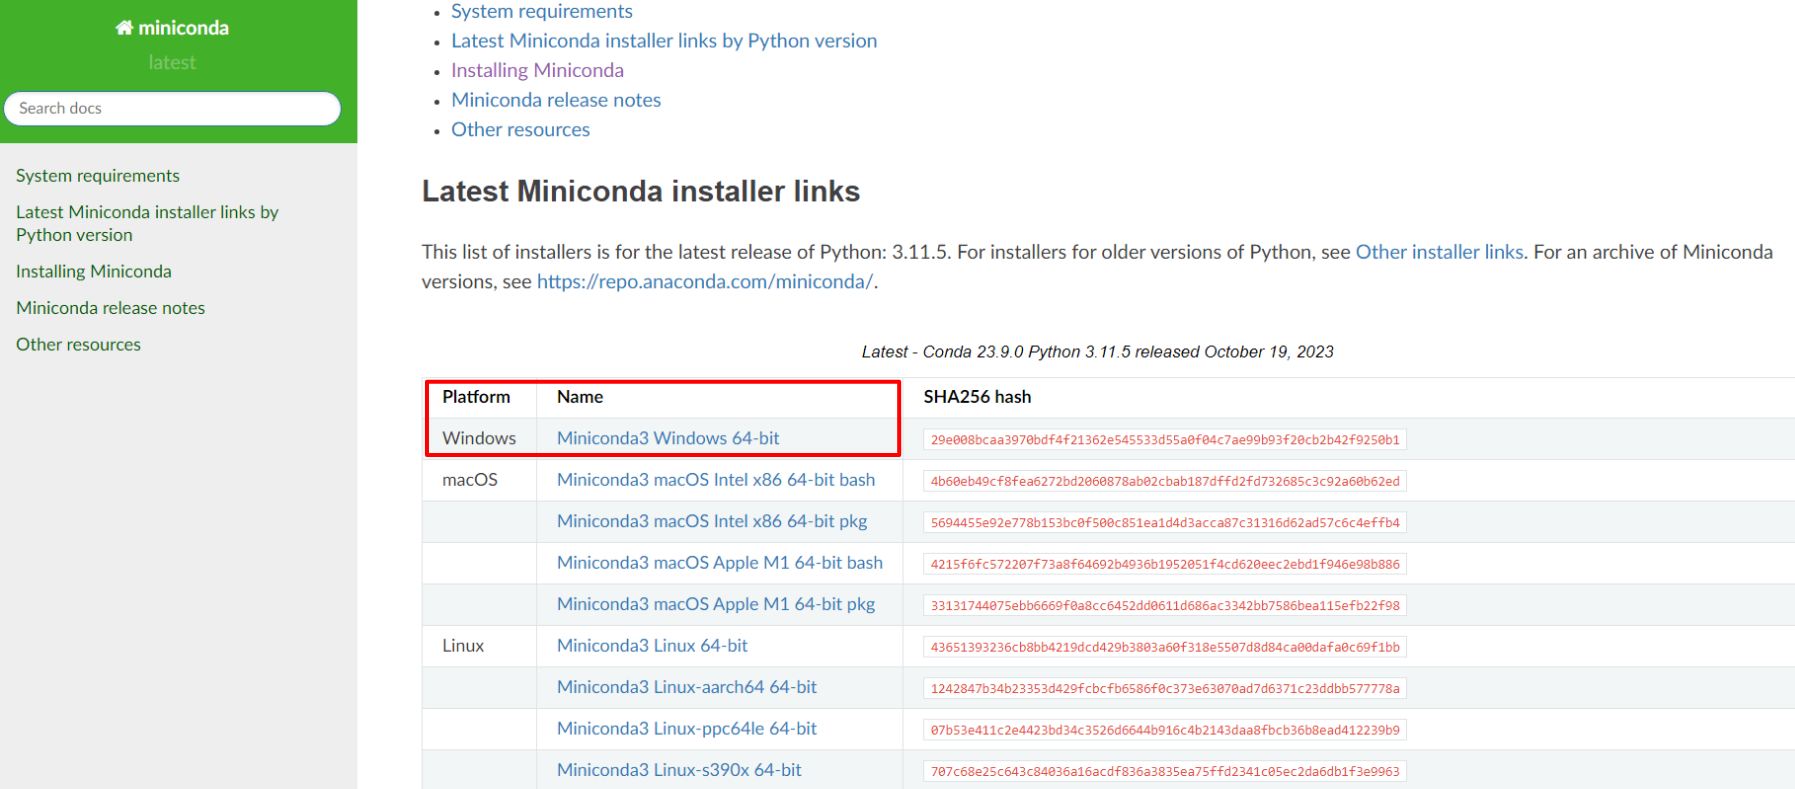 miniconda
latest
Search docs
System requirements
Latest Miniconda installer links by
Python version
Installing Miniconda
Miniconda release notes
Other resources
System requirements
Latest Miniconda installer links by Python version
Installing Miniconda
Miniconda release notes
Other resources
Latest Miniconda installer links
This list of installers is for the latest release of Python: 3.11.5. For installers for older versions of Python, see Other installer links. For an archive of Miniconda
versions, see https://repo.anaconda.com/miniconda/.
Latest - Conda 23.9.0 Python 3.11.5 released October 19, 2023
Platform Name SHA256 hash
Windows Miniconda3 Windows 64-bit 29e008bcaa3970bdf4f21362e545533d55a0f04c7ae99b93f20cb2b42f9250b1
macOS Miniconda3 macOS Intel x86 64-bit bash 4b60eb49cf8fea6272bd2060878ab02cbab187dffd2fd732685c3c92a60b62ed
Miniconda3 macOS Intel x86 64-bit pkg 5694455e92e778b153bc0f500c851ea1d4d3acca87c31316d62ad57c6c4effb4
Miniconda3 macOS Apple M1 64-bit bash 4215f6fc572207f73a8f64692b4936b1952051f4cd620eec2ebd1f946e98b886
Miniconda3 macOS Apple M1 64-bit pkg 33131744075ebb6669f0a8cc6452dd0611d686ac3342bb7586bea115efb22f98
Linux Miniconda3 Linux 64-bit 43651393236cb8bb4219dcd429b3803a60f318e5507d8d84ca00dafa0c69f1bb
Miniconda3 Linux-aarch64 64-bit 1242847b34b23353d429fcbcfb6586f0c373e63070ad7d6371c23ddbb577778a
Miniconda3 Linux-ppc64le 64-bit 07b53e411c2e4423bd34c3526d6644b916c4b2143daa8fbcb36b8ead412239b9
Miniconda3 Linux-s390x 64-bit 707c68e25c643c84036a16acdf836a3835ea75ffd2341c05ec2da6db1f3e9963